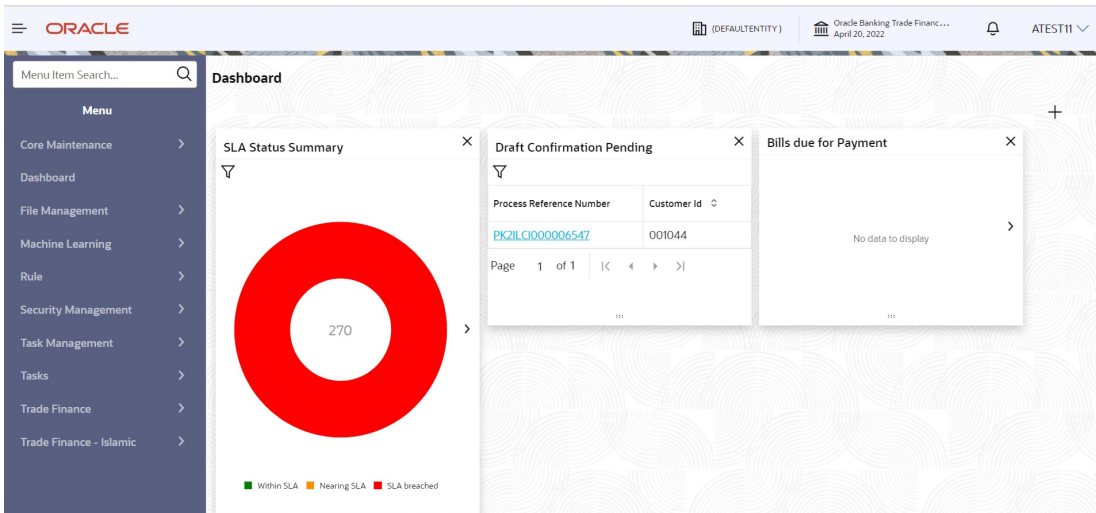 ORACLE
(DEFAULTENTITY)
Oracle Banking Trade Financ...
April 20, 2022
ATEST11
Menu Item Search...
Menu
Core Maintenance
Dashboard
File Management
Machine Learning
Rule
Security Management
Task Management
Tasks
Trade Finance
Trade Finance - Islamic
Dashboard
SLA Status Summary
270
Within SLA Nearing SLA SLA breached
Draft Confirmation Pending
Process Reference Number Customer Id
PK2ILCI000006547 001044
Page 1 of 1
Bills due for Payment
No data to display